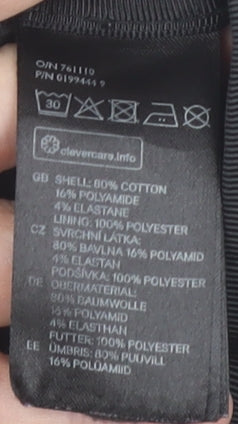 O/N 761110
P/N 0199444 9
30
clevercare.info
GB SHELL: 80% COTTON
16% POLYAMIDE
4% ELASTANE
LINING: 100% POLYESTER
CZ SVRCHNÍ LÁTKA:
80% BAVLNA 16% POLYAMID
4% ELASTAN
PODŠÍVKA: 100% POLYESTER
DE OBERMATERIAL:
80% BAUMWOLLE
16% POLYAMID
4% ELASTHAN
FUTTER: 100% POLYESTER
EE ÜMBRIS: 80% PUUVILL
16% POLÜAMIID